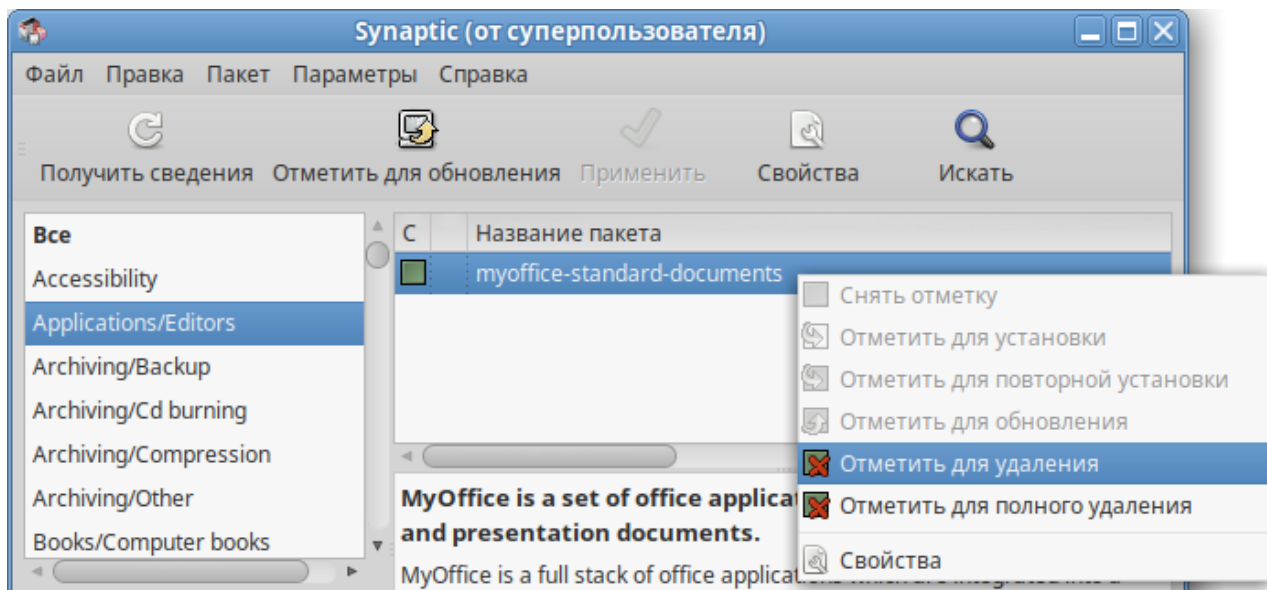 Synaptic (от суперпользователя)
Файл Правка Пакет Параметры Справка
Получить сведения Отметить для обновления Применить Свойства Искать
Все
Accessibility
Applications/Editors
Archiving/Backup
Archiving/Cd burning
Archiving/Compression
Archiving/Other
Books/Computer books
С Название пакета
myoffice-standard-documents
Снять отметку
Отметить для установки
Отметить для повторной установки
Отметить для обновления
Отметить для удаления
Отметить для полного удаления
Свойства
MyOffice is a set of office
and presentation documents.
MyOffice is a full stack of office